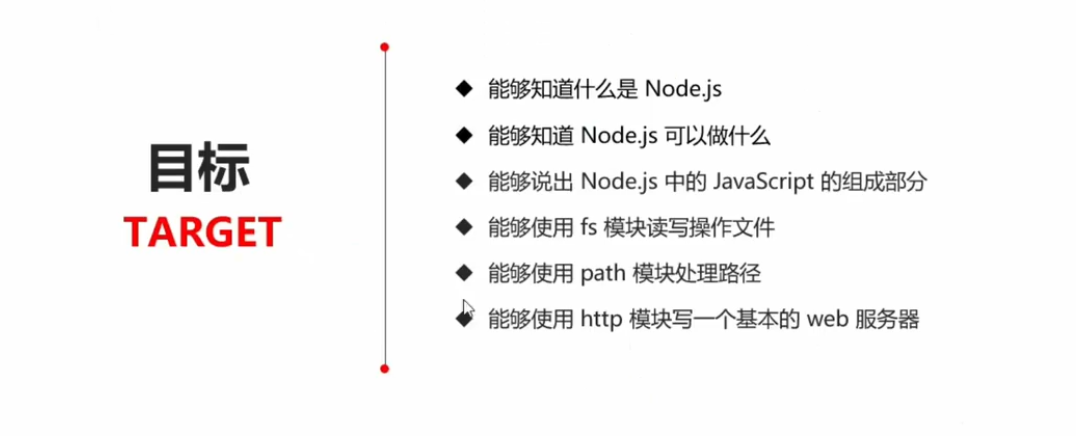 目标
TARGET
◆ 能够知道什么是 Node.js
◆ 能够知道 Node.js 可以做什么
◆ 能够说出 Node.js 中的 JavaScript 的组成部分
◆ 能够使用 fs 模块读写操作文件
◆ 能够使用 path 模块处理路径
◆ 能够使用 http 模块写一个基本的 web 服务器